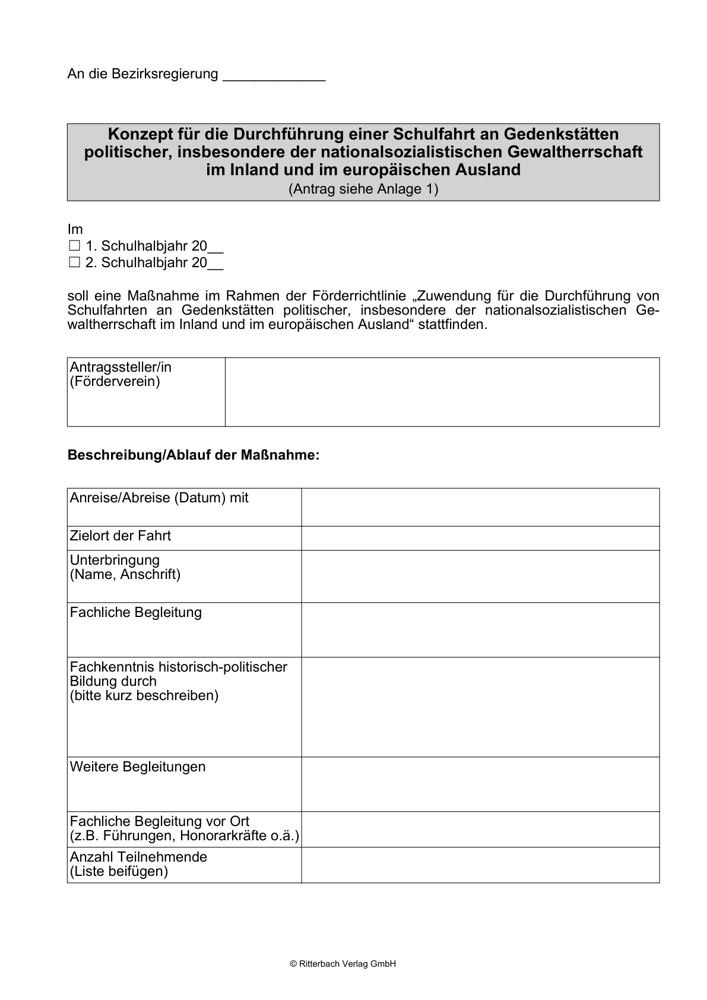 An die Bezirksregierung _____________
Konzept für die Durchführung einer Schulfahrt an Gedenkstätten
politischer, insbesondere der nationalsozialistischen Gewaltherrschaft
im Inland und im europäischen Ausland
(Antrag siehe Anlage 1)
Im
☐ 1. Schulhalbjahr 20__
☐ 2. Schulhalbjahr 20__
soll eine Maßnahme im Rahmen der Förderrichtlinie „Zuwendung für die Durchführung von
Schulfahrten an Gedenkstätten politischer, insbesondere der nationalsozialistischen Ge-
waltherrschaft im Inland und im europäischen Ausland“ stattfinden.
Antragssteller/in
(Förderverein)
Beschreibung/Ablauf der Maßnahme:
Anreise/Abreise (Datum) mit
Zielort der Fahrt
Unterbringung
(Name, Anschrift)
Fachliche Begleitung
Fachkenntnis historisch-politischer
Bildung durch
(bitte kurz beschreiben)
Weitere Begleitungen
Fachliche Begleitung vor Ort
(z.B. Führungen, Honorarkräfte o.ä.)
Anzahl Teilnehmende
(Liste beifügen)
© Ritterbach Verlag GmbH